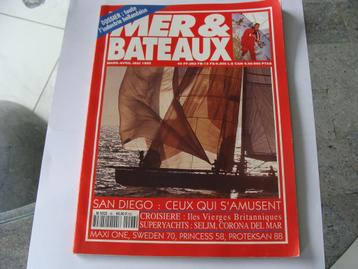 DOSSIER : toute
l'industrie hollandaise
MER &
BATEAUX
SAN DIEGO : CEUX QUI S'AMUSENT
CROISIERE : Iles Vierges Britanniques
SUPERYACHTS : SELIM, CORONA DEL MAR
MAXI ONE, SWEDEN 70, PRINCESS 58, PROTEKSAN 88